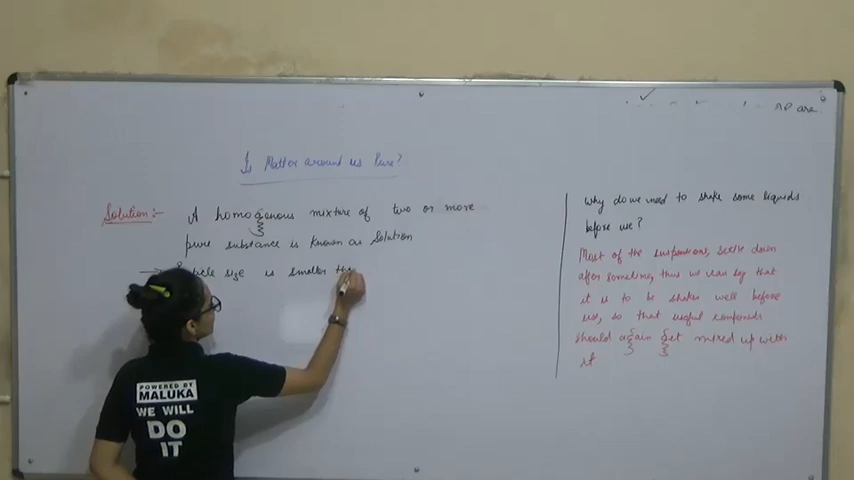 Is Matter around us Pure?
Solution:- A homogenous mixture of two or more
pure substance is known as Solution
→ size is smaller tha
why do we need to shake some liquids
before use?
Most of the suspensions, settle down
after sometime, thus we can say that
it is to be shaken well before
use, so that useful compounds
should again get mixed up with
it
AP are
POWERED BY
MALUKA
WE WILL
DO
IT